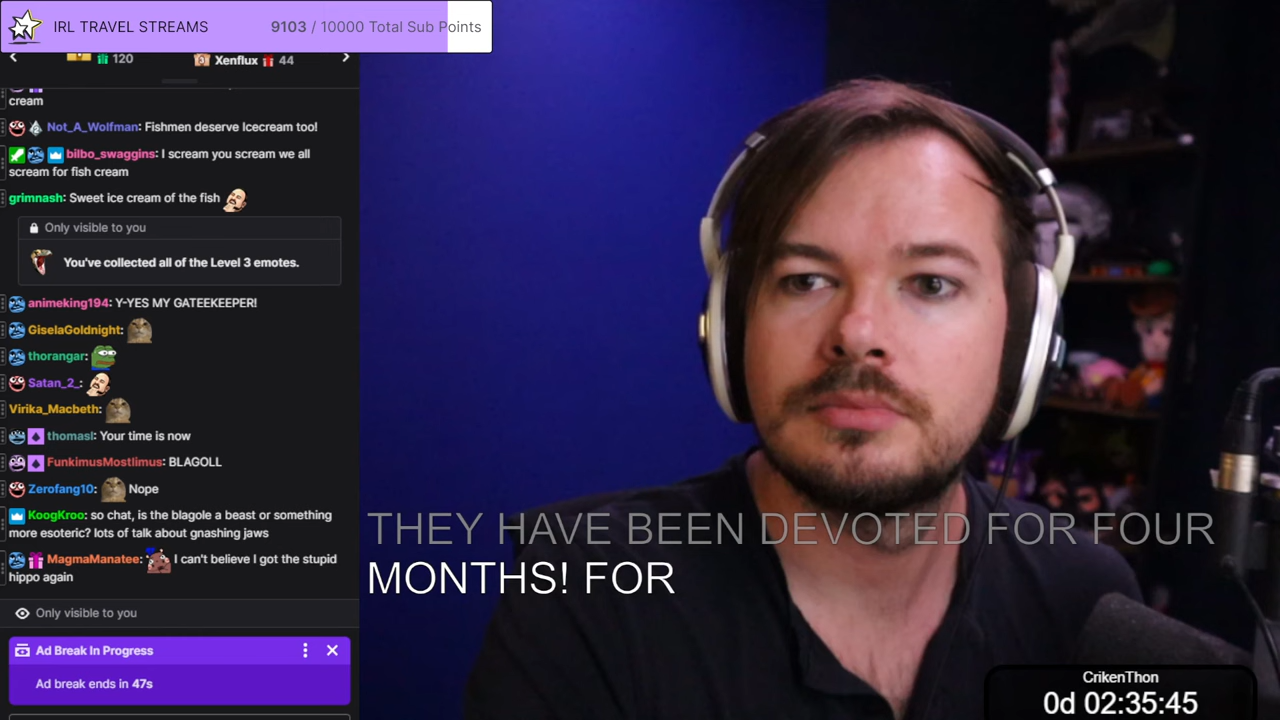 IRL TRAVEL STREAMS 9103 / 10000 Total Sub Points
120 Xenflux 44
cream
Not_A_Wolfman: Fishmen deserve Icecream too!
bilbo_swaggins: I scream you scream we all
scream for fish cream
grimnash: Sweet ice cream of the fish
Only visible to you
You've collected all of the Level 3 emotes.
animeking194: Y-YES MY GATEEKEEPER!
GiselaGoldnight:
thorangar:
Satan_2_:
Virika_Macbeth:
thomasl: Your time is now
FunkimusMostlimus: BLAGOLL
Zerofang10: Nope
KoogKroo: so chat, is the blagole a beast or something
more esoteric? lots of talk about gnashing jaws
MagmaManatee: I can't believe I got the stupid
hippo again
Only visible to you
Ad Break In Progress
Ad break ends in 47s
THEY HAVE BEEN DEVOTED FOR FOUR
MONTHS! FOR
CrikenThon
0d 02:35:45